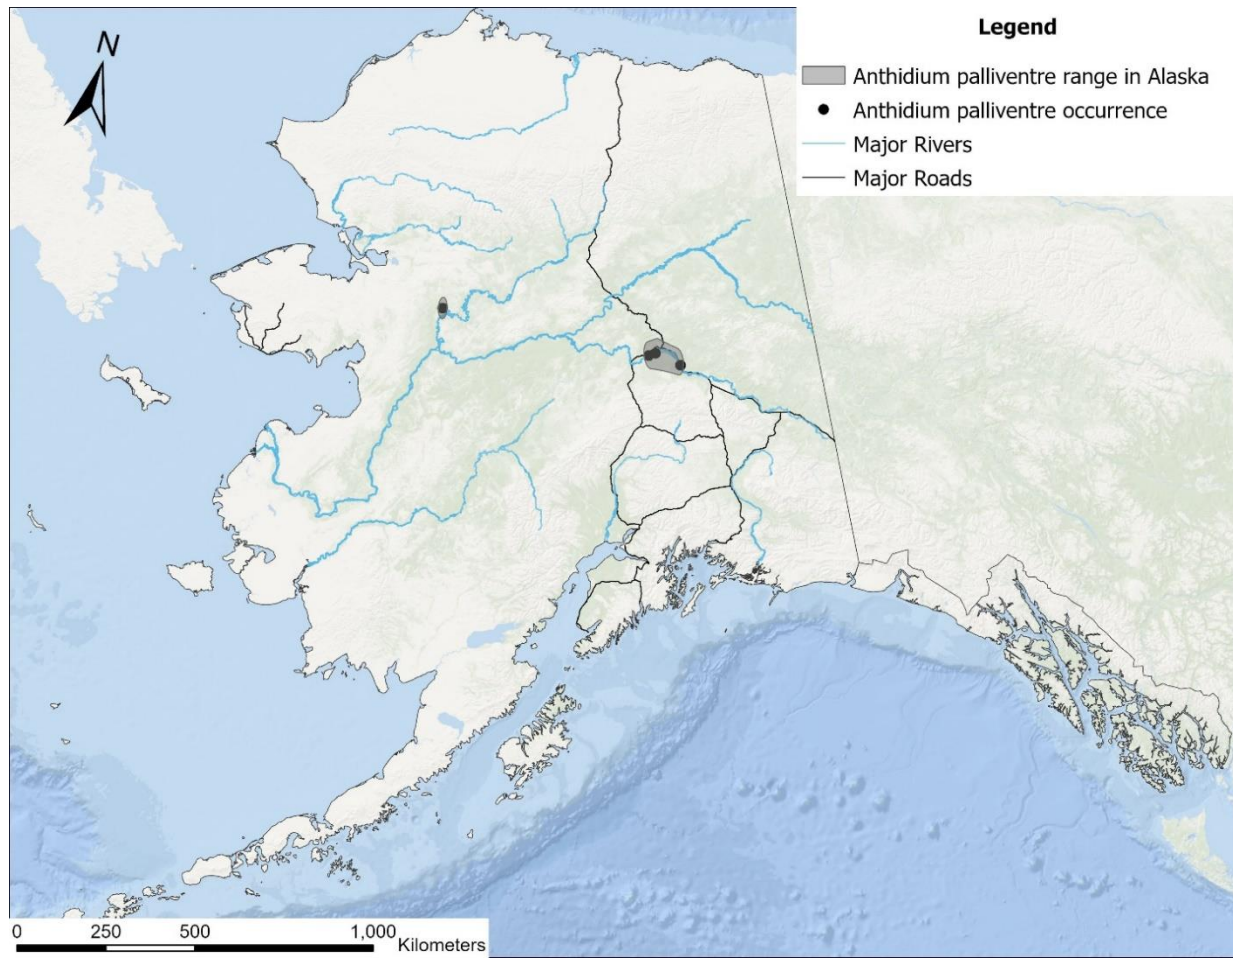 N
Legend
Anthidium palliventre range in Alaska
Anthidium palliventre occurrence
Major Rivers
Major Roads
0 250 500 1,000
Kilometers